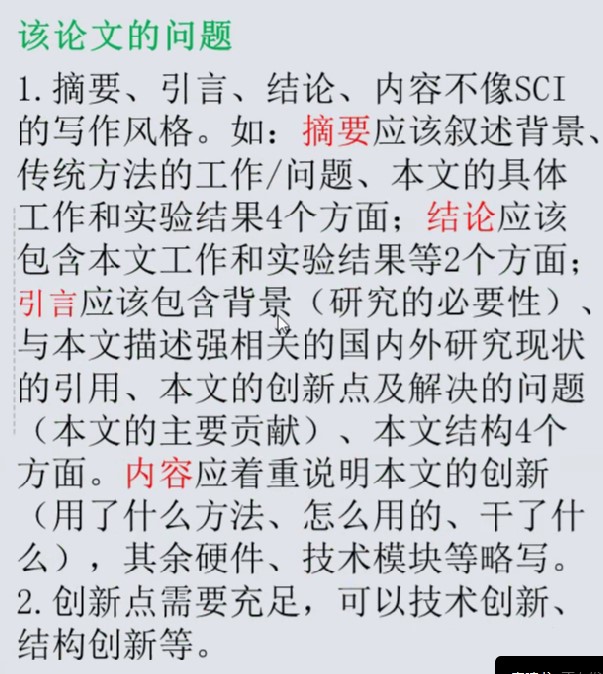 该论文的问题
1.摘要、引言、结论、内容不像SCI
的写作风格。如：摘要应该叙述背景、
传统方法的工作/问题、本文的具体
工作和实验结果4个方面；结论应该
包含本文工作和实验结果等2个方面；
引言应该包含背景（研究的必要性）、
与本文描述强相关的国内外研究现状
的引用、本文的创新点及解决的问题
（本文的主要贡献）、本文结构4个
方面。内容应着重说明本文的创新
（用了什么方法、怎么用的、干了什
么），其余硬件、技术模块等略写。
2.创新点需要充足，可以技术创新、
结构创新等。